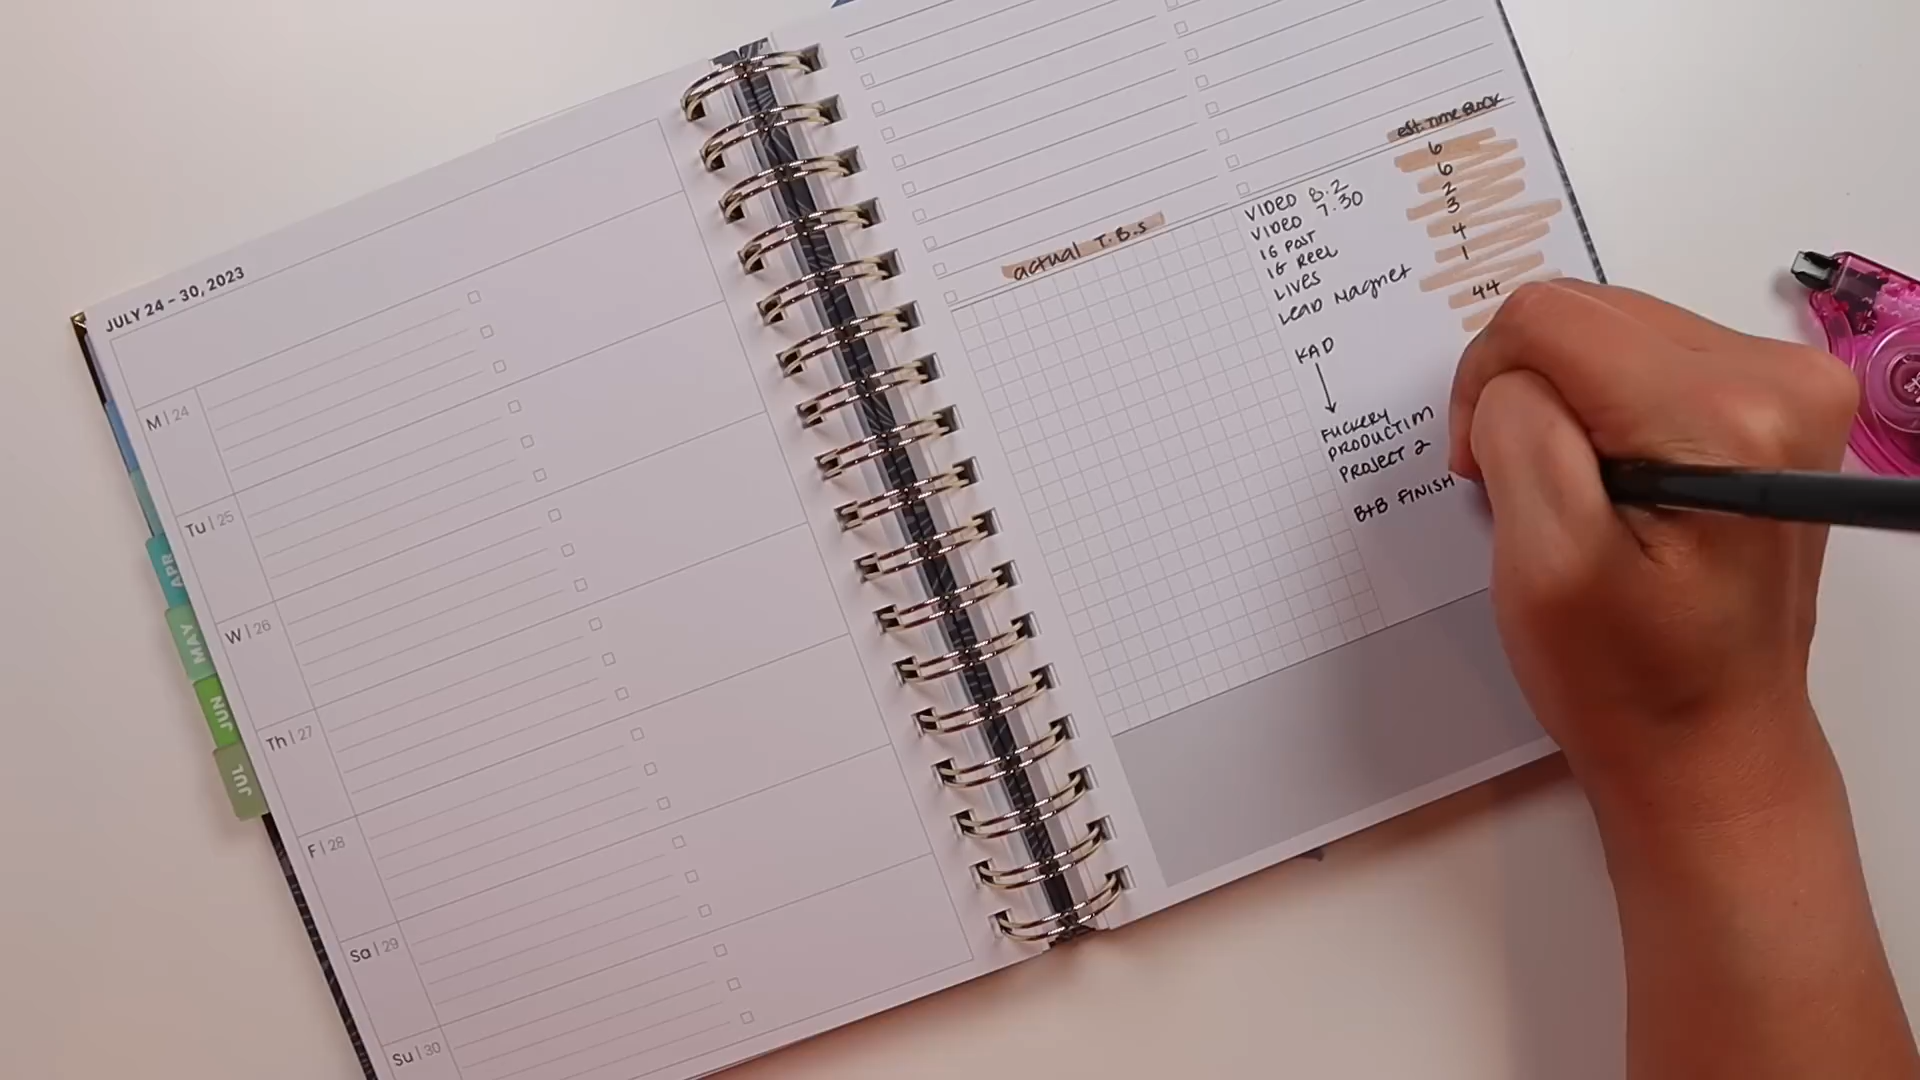 JULY 24 - 30, 2023
M | 24
Tu | 25
W | 26
Th | 27
F | 28
Sa | 29
Su | 30
APR
MAY
JUN
JUL
actual T.B.s
est. TIME BLOCK
VIDEO 8.2 6
VIDEO 7.30 6
IG POST 2
IG REEL 3
LIVES 4
LEAD MAGNET 1
KAD 44
FUCKERY
PRODUCTION
PROJECT 2
B+B FINISH